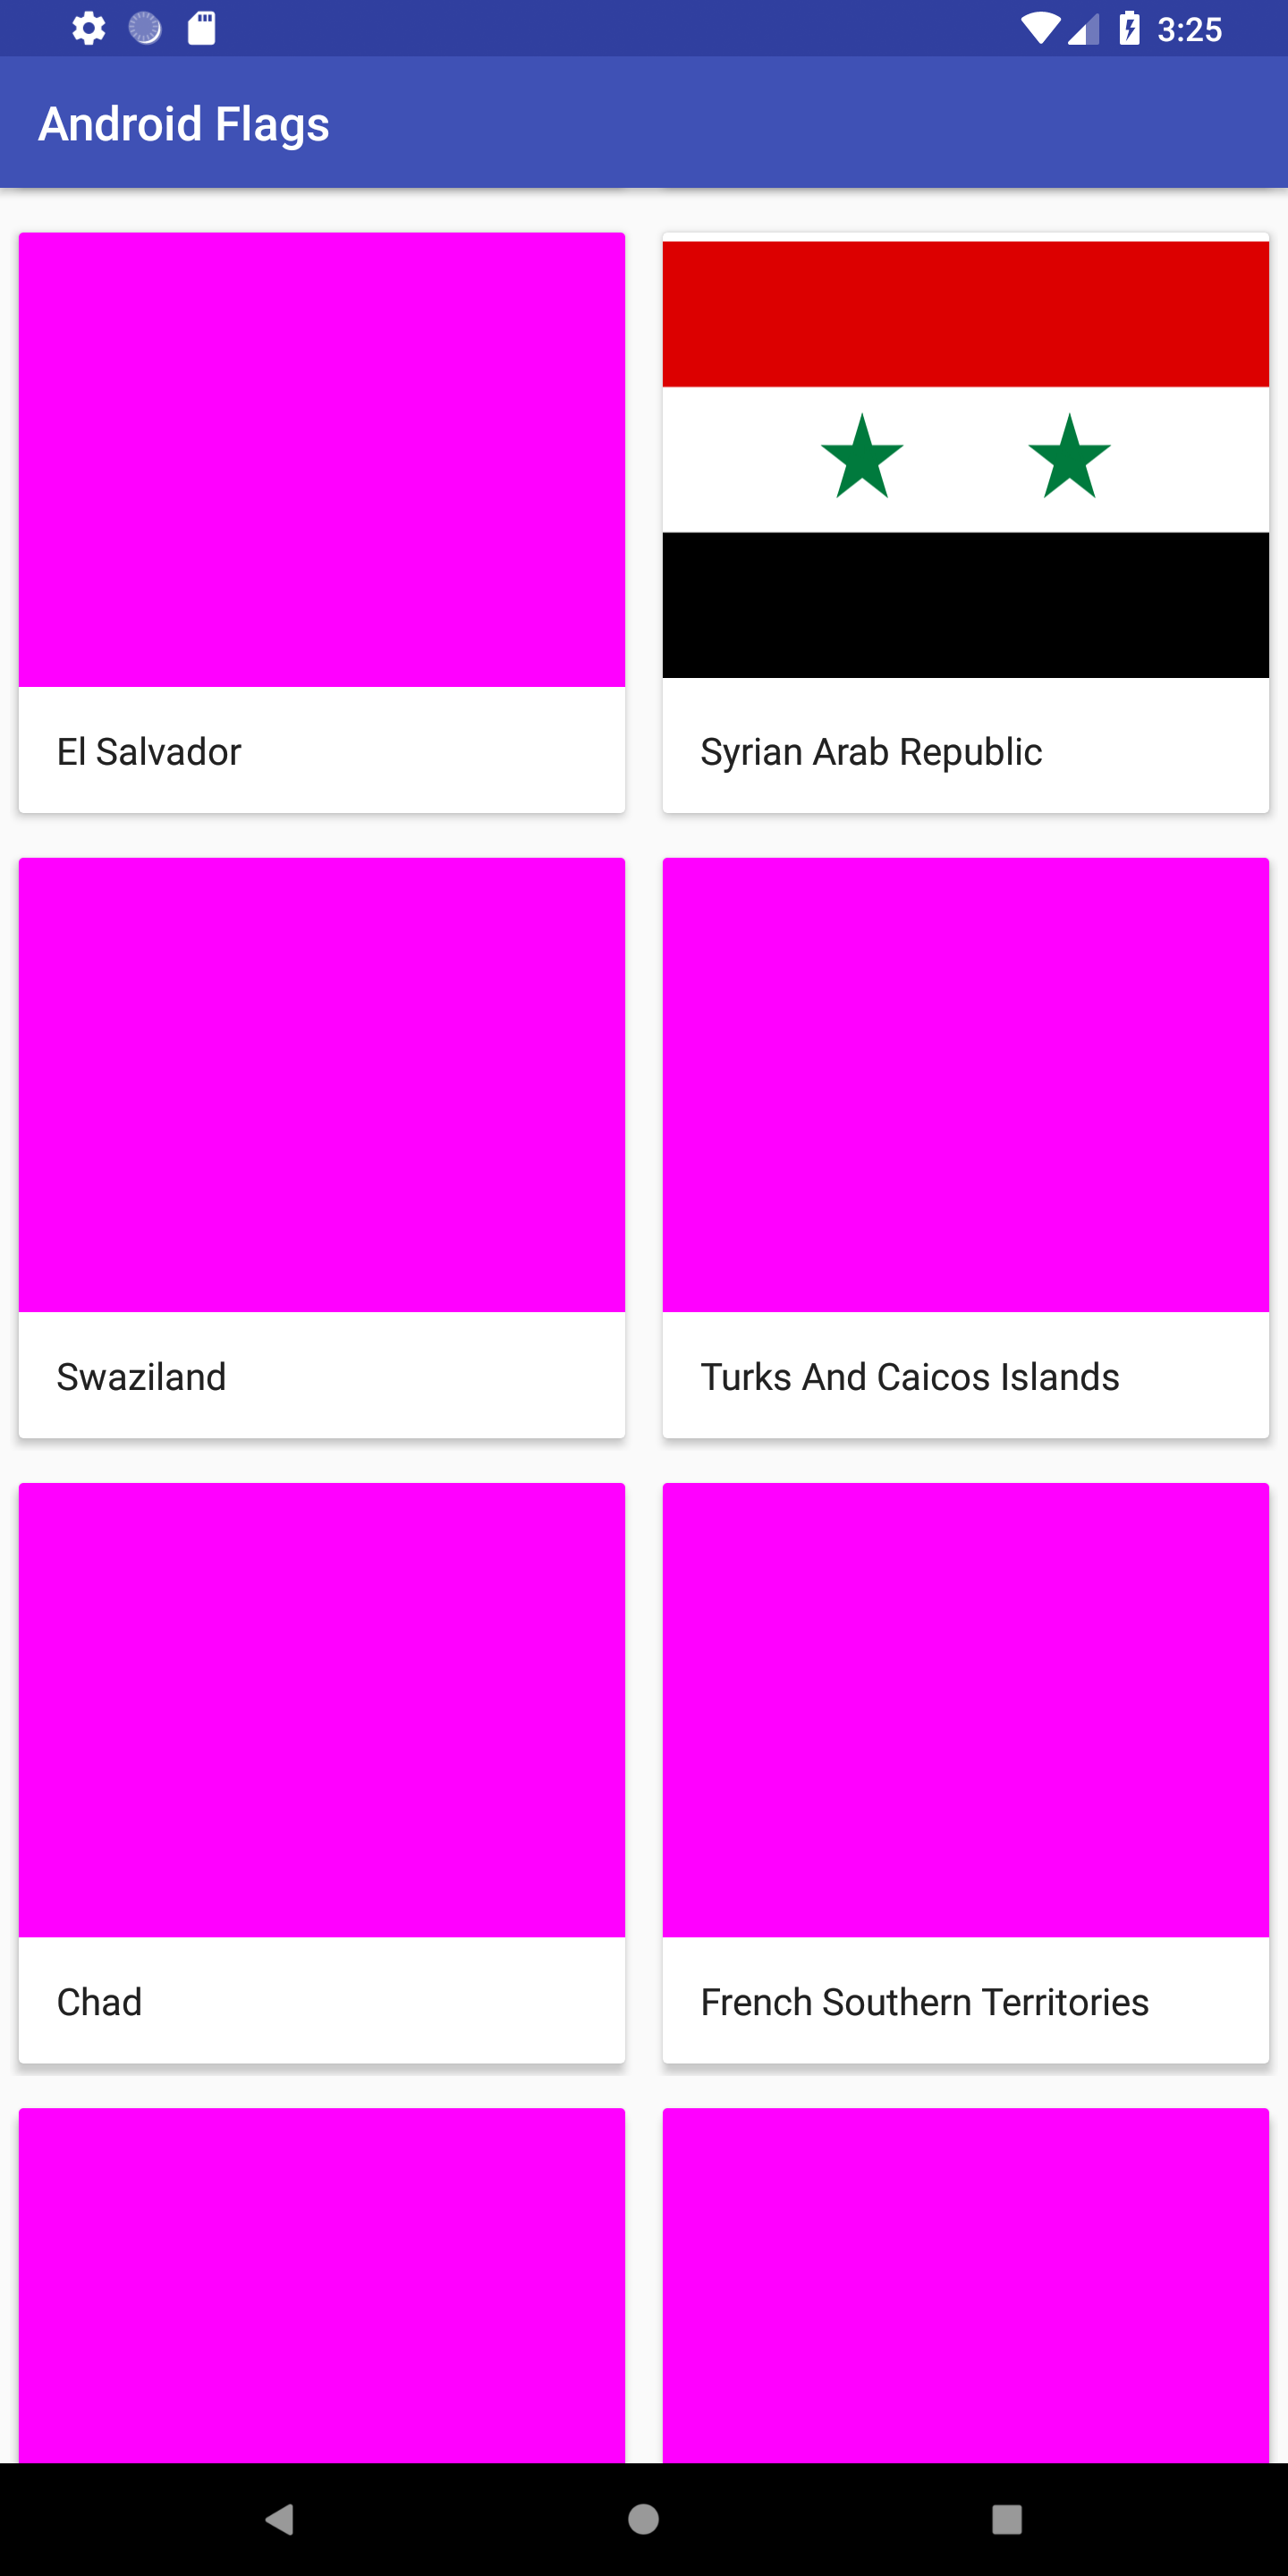 3:25
Android Flags
El Salvador
Syrian Arab Republic
Swaziland
Turks And Caicos Islands
Chad
French Southern Territories